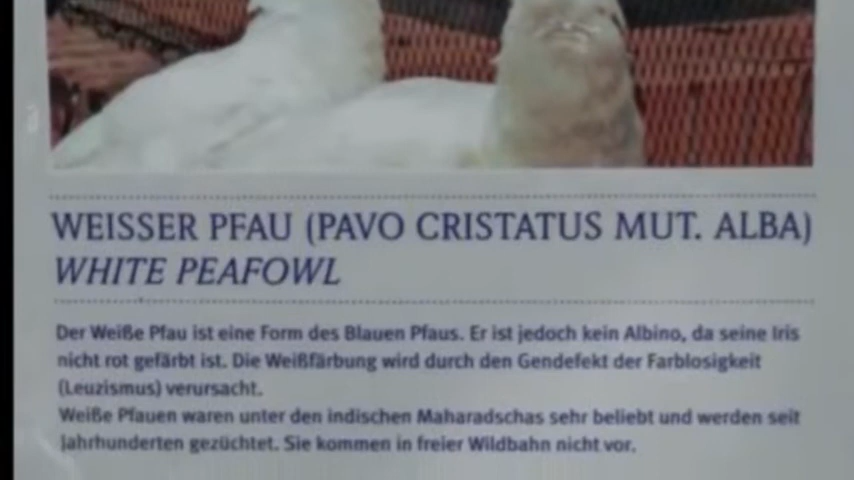 WEISSER PFAU (PAVO CRISTATUS MUT. ALBA)
WHITE PEAFOWL
Der Weiße Pfau ist eine Form des Blauen Pfaus. Er ist jedoch kein Albino, da seine Iris
nicht rot gefärbt ist. Die Weißfärbung wird durch den Gendefekt der Farblosigkeit
(Leuzismus) verursacht.
Weiße Pfauen waren unter den indischen Maharadschas sehr beliebt und werden seit
Jahrhunderten gezüchtet. Sie kommen in freier Wildbahn nicht vor.